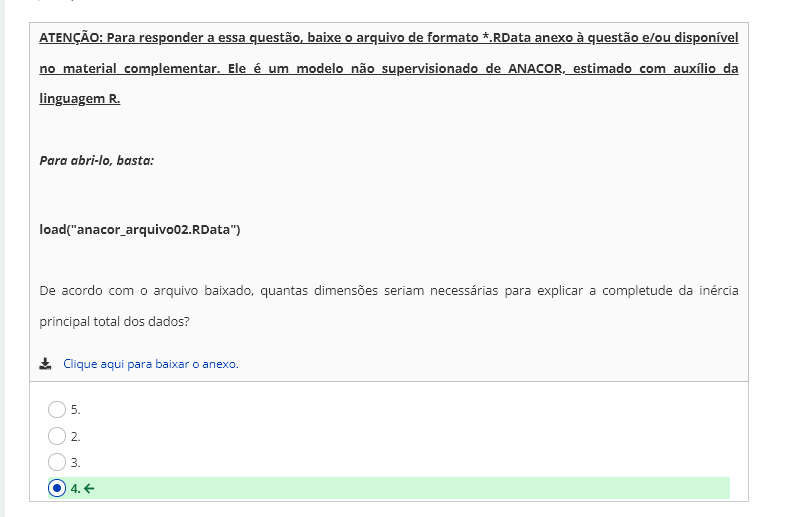 ATENÇÃO: Para responder a essa questão, baixe o arquivo de formato *.RData anexo à questão e/ou disponível
no material complementar. Ele é um modelo não supervisionado de ANACOR, estimado com auxílio da
linguagem R.
Para abri-lo, basta:
load("anacor_arquivo02.RData")
De acordo com o arquivo baixado, quantas dimensões seriam necessárias para explicar a completude da inércia
principal total dos dados?
Clique aqui para baixar o anexo.
5.
2.
3.
4.←